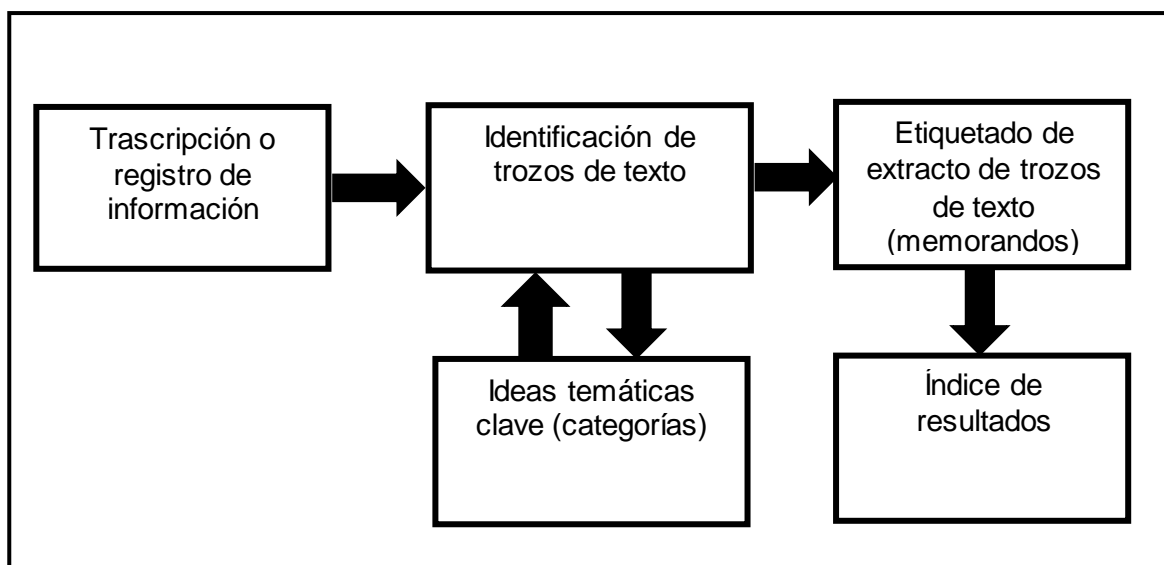 Trascripción o
registro de
información
Identificación de
trozos de texto
Etiquetado de
extracto de trozos
de texto
(memorandos)
Ideas temáticas
clave (categorías)
Índice de
resultados